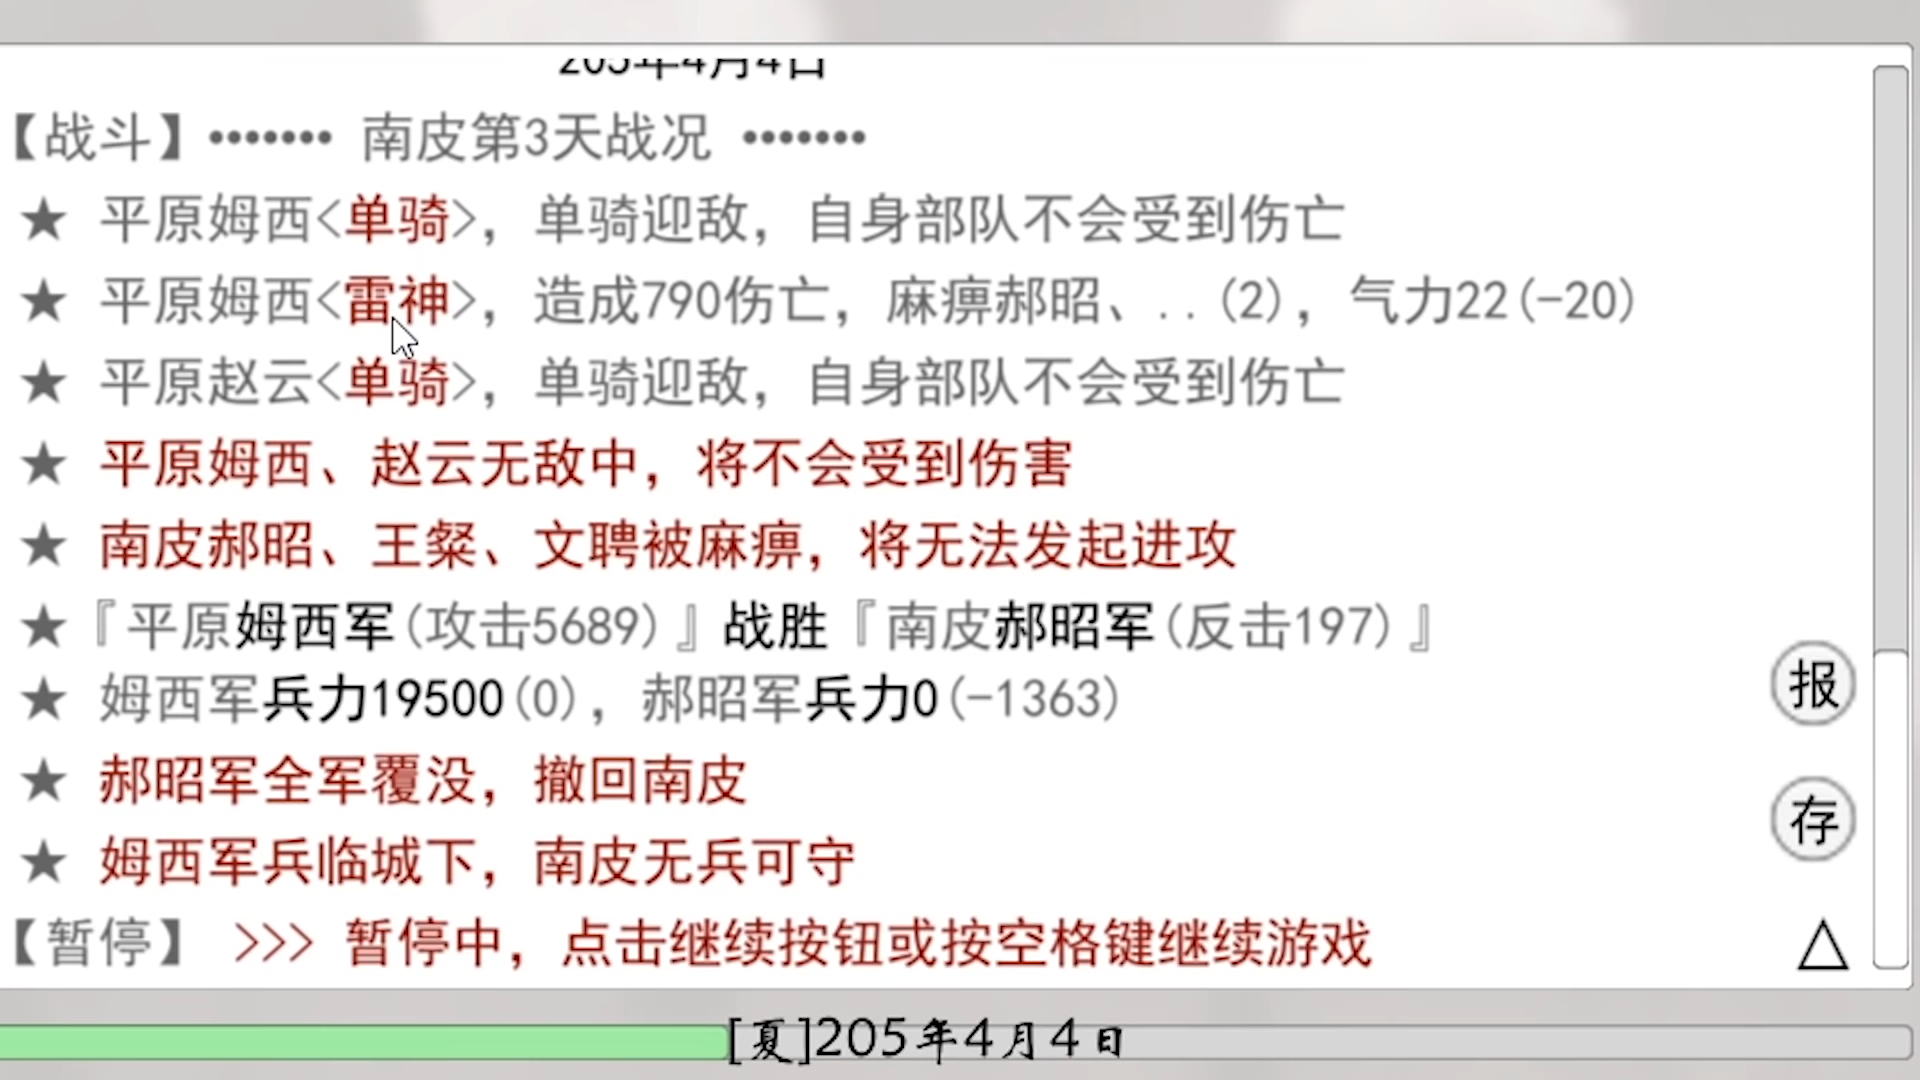 205年4月4日
【战斗】••••••• 南皮第3天战况 •••••••
★ 平原姆西<单骑>，单骑迎敌，自身部队不会受到伤亡
★ 平原姆西<雷神>，造成790伤亡，麻痹郝昭、..(2)，气力22(-20)
★ 平原赵云<单骑>，单骑迎敌，自身部队不会受到伤亡
★ 平原姆西、赵云无敌中，将不会受到伤害
★ 南皮郝昭、王粲、文聘被麻痹，将无法发起进攻
★『平原姆西军(攻击5689)』战胜『南皮郝昭军(反击197)』
★ 姆西军兵力19500(0)，郝昭军兵力0(-1363)
★ 郝昭军全军覆没，撤回南皮
★ 姆西军兵临城下，南皮无兵可守
【暂停】 >>> 暂停中，点击继续按钮或按空格键继续游戏
报
存
[夏]205年4月4日